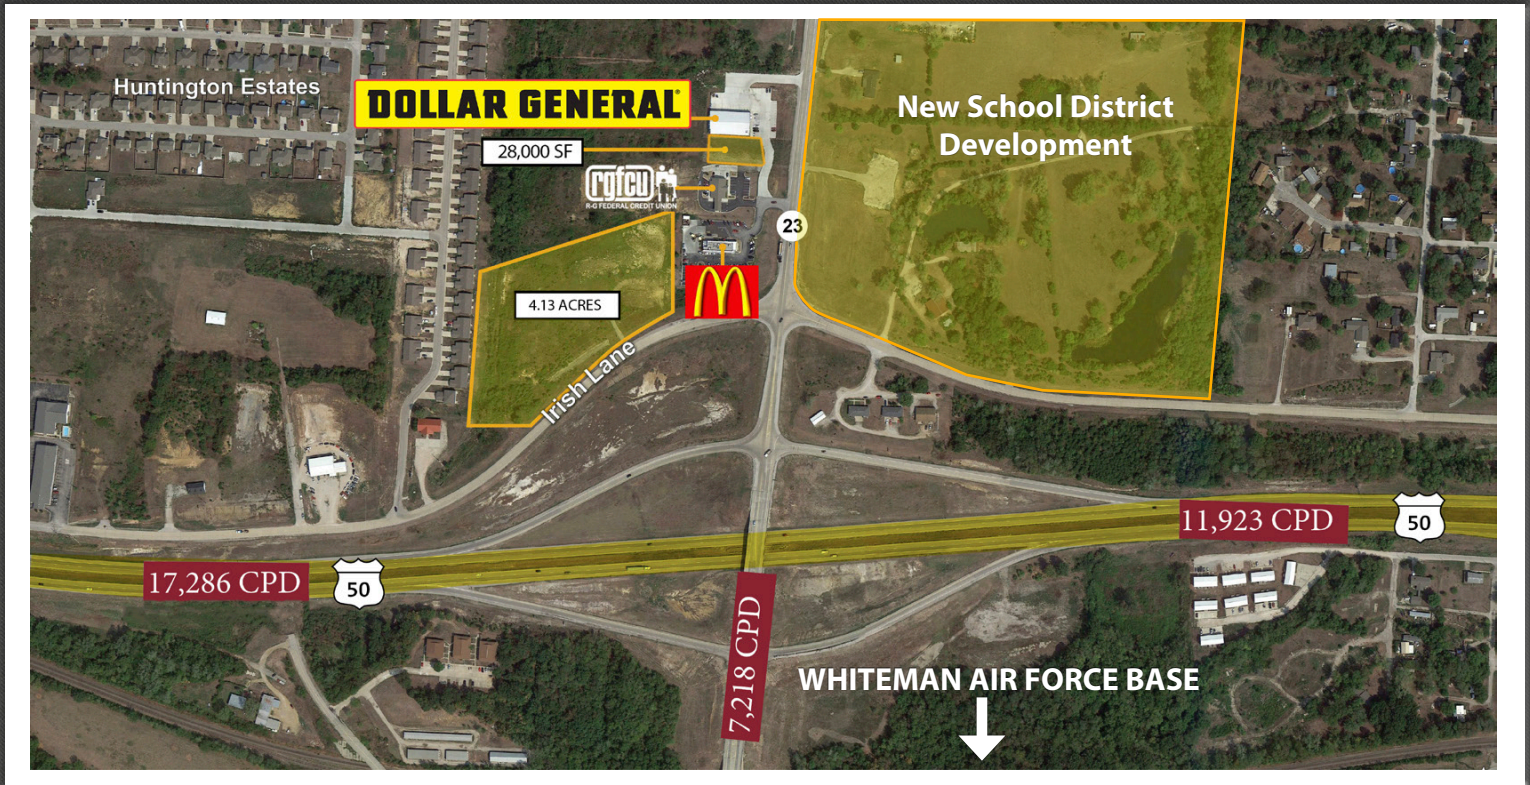 Huntington Estates
DOLLAR GENERAL®
28,000 SF
rgfcu
R-G FEDERAL CREDIT UNION
New School District
Development
23
4.13 ACRES
Irish Lane
11,923 CPD
50
17,286 CPD
50
7,218 CPD
WHITEMAN AIR FORCE BASE